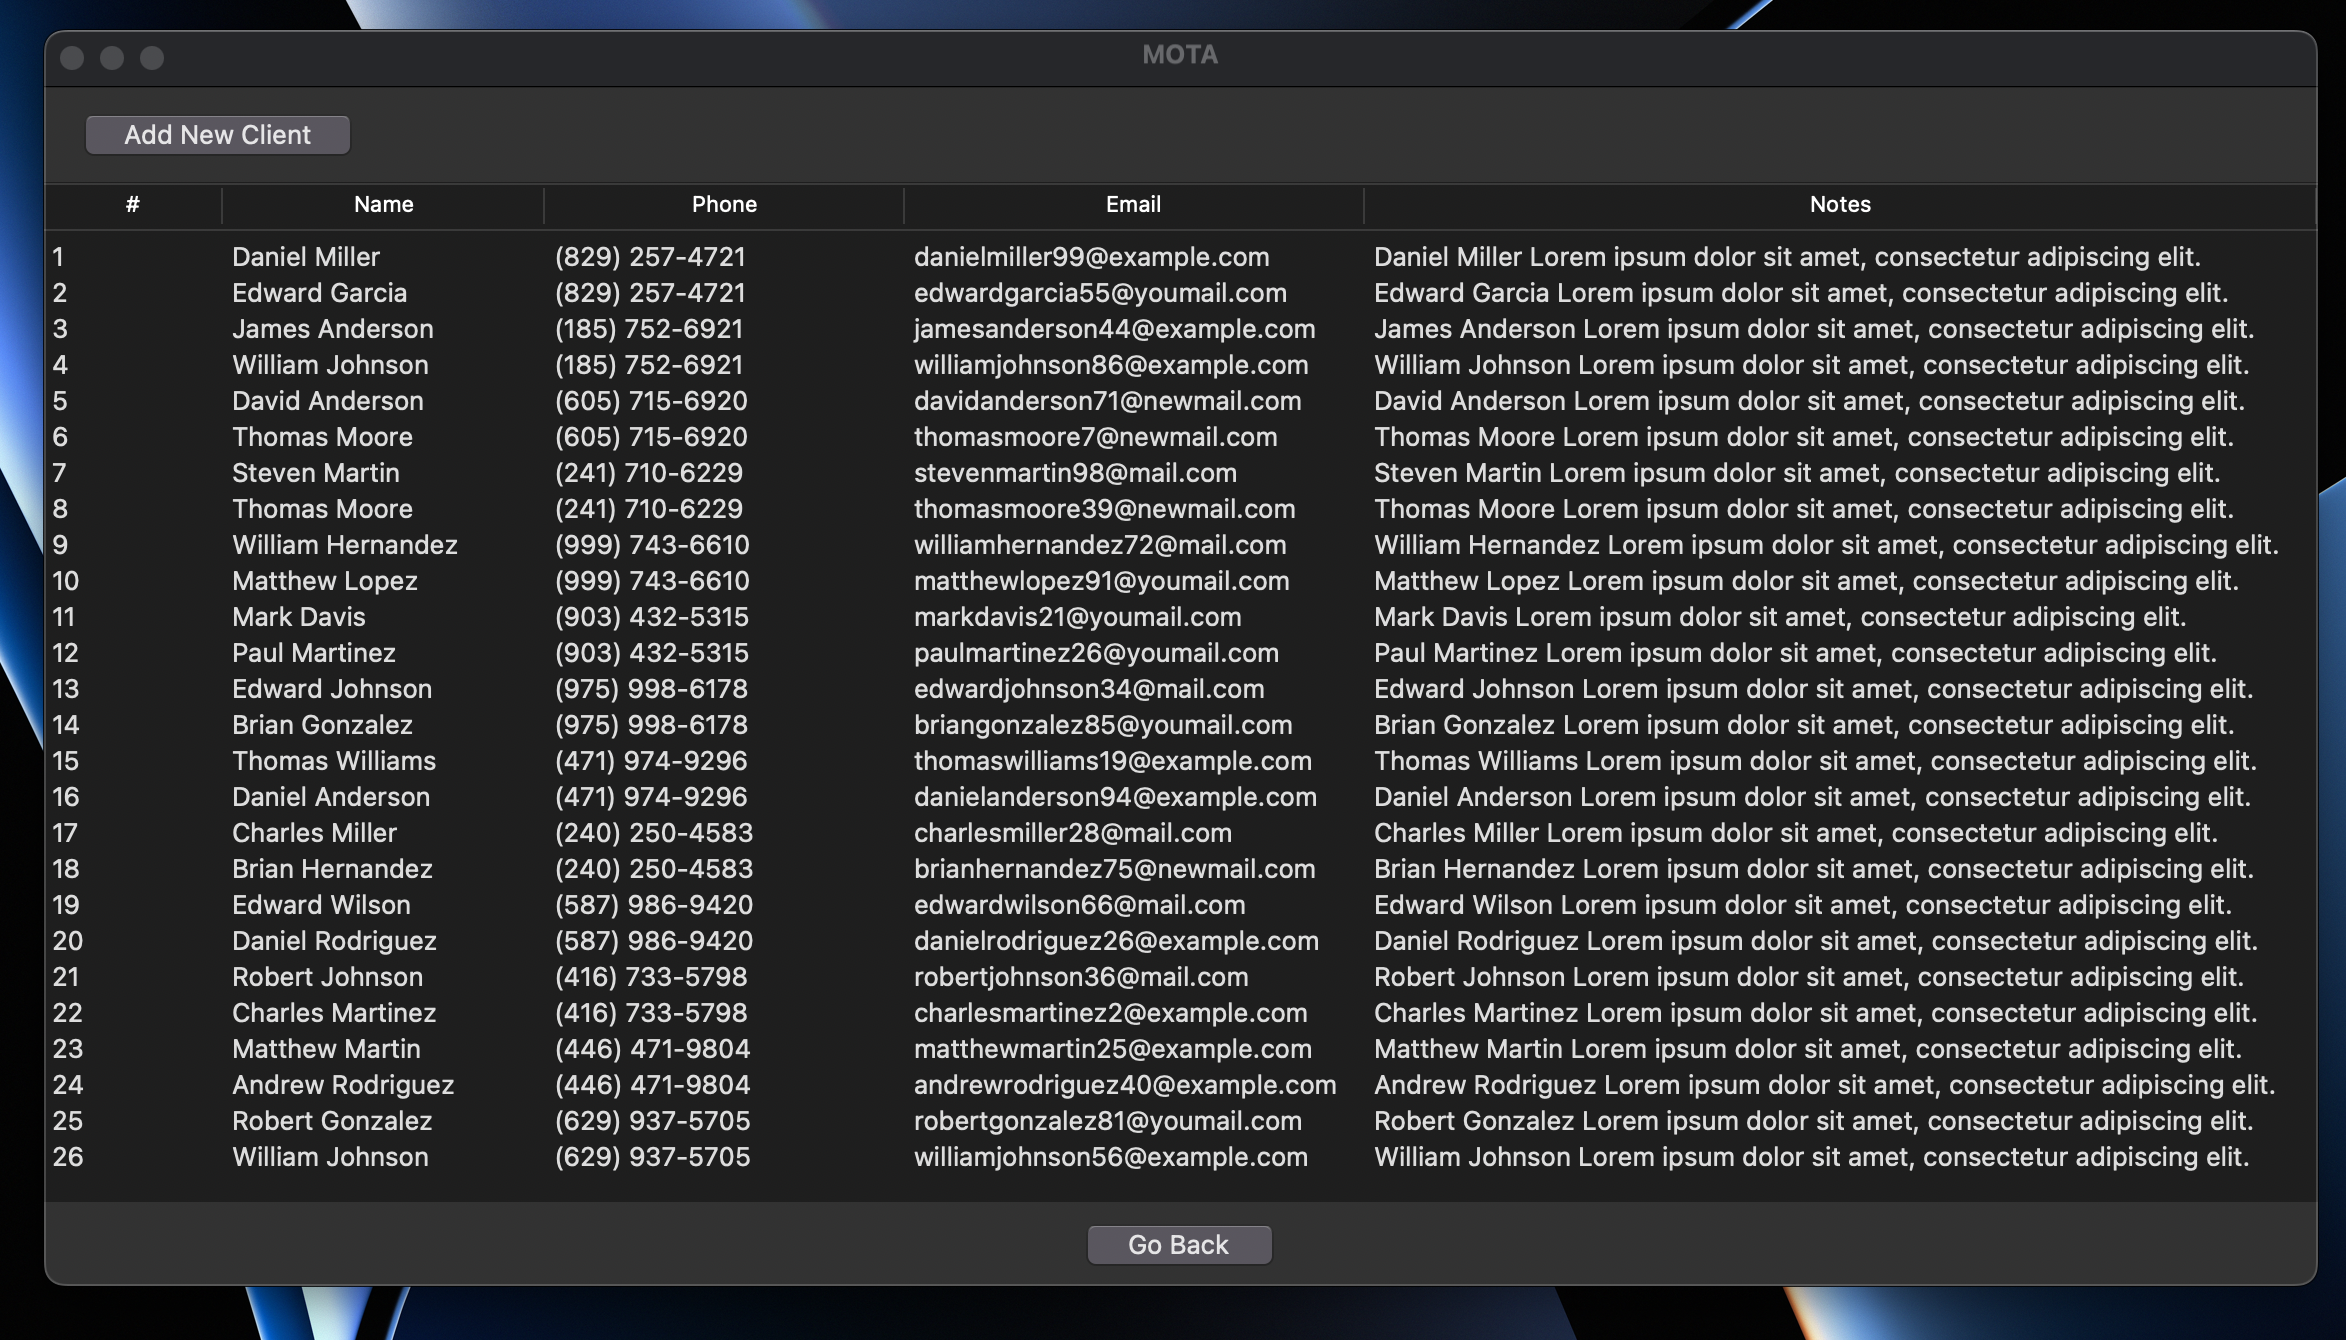 MOTA
Add New Client
# Name Phone Email Notes
1 Daniel Miller (829) 257-4721 danielmiller99@example.com Daniel Miller Lorem ipsum dolor sit amet, consectetur adipiscing elit.
2 Edward Garcia (829) 257-4721 edwardgarcia55@youmail.com Edward Garcia Lorem ipsum dolor sit amet, consectetur adipiscing elit.
3 James Anderson (185) 752-6921 jamesanderson44@example.com James Anderson Lorem ipsum dolor sit amet, consectetur adipiscing elit.
4 William Johnson (185) 752-6921 williamjohnson86@example.com William Johnson Lorem ipsum dolor sit amet, consectetur adipiscing elit.
5 David Anderson (605) 715-6920 davidanderson71@newmail.com David Anderson Lorem ipsum dolor sit amet, consectetur adipiscing elit.
6 Thomas Moore (605) 715-6920 thomasmoore7@newmail.com Thomas Moore Lorem ipsum dolor sit amet, consectetur adipiscing elit.
7 Steven Martin (241) 710-6229 stevenmartin98@mail.com Steven Martin Lorem ipsum dolor sit amet, consectetur adipiscing elit.
8 Thomas Moore (241) 710-6229 thomasmoore39@newmail.com Thomas Moore Lorem ipsum dolor sit amet, consectetur adipiscing elit.
9 William Hernandez (999) 743-6610 williamhernandez72@mail.com William Hernandez Lorem ipsum dolor sit amet, consectetur adipiscing elit.
10 Matthew Lopez (999) 743-6610 matthewlopez91@youmail.com Matthew Lopez Lorem ipsum dolor sit amet, consectetur adipiscing elit.
11 Mark Davis (903) 432-5315 markdavis21@youmail.com Mark Davis Lorem ipsum dolor sit amet, consectetur adipiscing elit.
12 Paul Martinez (903) 432-5315 paulmartinez26@youmail.com Paul Martinez Lorem ipsum dolor sit amet, consectetur adipiscing elit.
13 Edward Johnson (975) 998-6178 edwardjohnson34@mail.com Edward Johnson Lorem ipsum dolor sit amet, consectetur adipiscing elit.
14 Brian Gonzalez (975) 998-6178 briangonzalez85@youmail.com Brian Gonzalez Lorem ipsum dolor sit amet, consectetur adipiscing elit.
15 Thomas Williams (471) 974-9296 thomaswilliams19@example.com Thomas Williams Lorem ipsum dolor sit amet, consectetur adipiscing elit.
16 Daniel Anderson (471) 974-9296 danielanderson94@example.com Daniel Anderson Lorem ipsum dolor sit amet, consectetur adipiscing elit.
17 Charles Miller (240) 250-4583 charlesmiller28@mail.com Charles Miller Lorem ipsum dolor sit amet, consectetur adipiscing elit.
18 Brian Hernandez (240) 250-4583 brianhernandez75@newmail.com Brian Hernandez Lorem ipsum dolor sit amet, consectetur adipiscing elit.
19 Edward Wilson (587) 986-9420 edwardwilson66@mail.com Edward Wilson Lorem ipsum dolor sit amet, consectetur adipiscing elit.
20 Daniel Rodriguez (587) 986-9420 danielrodriguez26@example.com Daniel Rodriguez Lorem ipsum dolor sit amet, consectetur adipiscing elit.
21 Robert Johnson (416) 733-5798 robertjohnson36@mail.com Robert Johnson Lorem ipsum dolor sit amet, consectetur adipiscing elit.
22 Charles Martinez (416) 733-5798 charlesmartinez2@example.com Charles Martinez Lorem ipsum dolor sit amet, consectetur adipiscing elit.
23 Matthew Martin (446) 471-9804 matthewmartin25@example.com Matthew Martin Lorem ipsum dolor sit amet, consectetur adipiscing elit.
24 Andrew Rodriguez (446) 471-9804 andrewrodriguez40@example.com Andrew Rodriguez Lorem ipsum dolor sit amet, consectetur adipiscing elit.
25 Robert Gonzalez (629) 937-5705 robertgonzalez81@youmail.com Robert Gonzalez Lorem ipsum dolor sit amet, consectetur adipiscing elit.
26 William Johnson (629) 937-5705 williamjohnson56@example.com William Johnson Lorem ipsum dolor sit amet, consectetur adipiscing elit.
Go Back